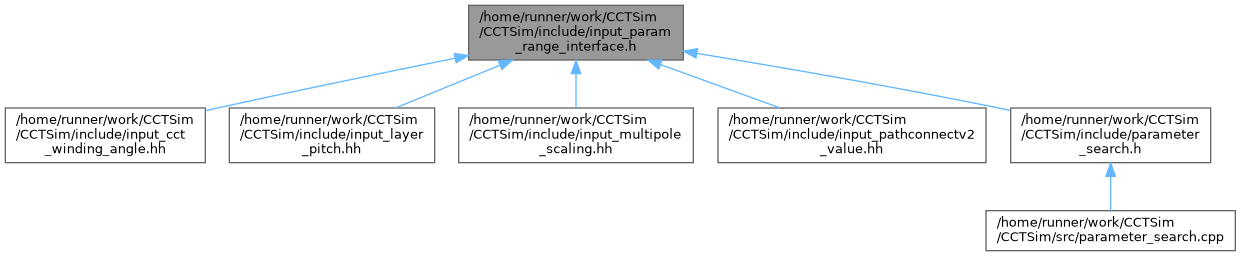 /home/runner/work/CCTSim
/CCTSim/include/input_param
_range_interface.h
/home/runner/work/CCTSim
/CCTSim/include/input_cct
_winding_angle.hh
/home/runner/work/CCTSim
/CCTSim/include/input_layer
_pitch.hh
/home/runner/work/CCTSim
/CCTSim/include/input_multipole
_scaling.hh
/home/runner/work/CCTSim
/CCTSim/include/input_pathconnectv2
_value.hh
/home/runner/work/CCTSim
/CCTSim/include/parameter
_search.h
/home/runner/work/CCTSim
/CCTSim/src/parameter_search.cpp